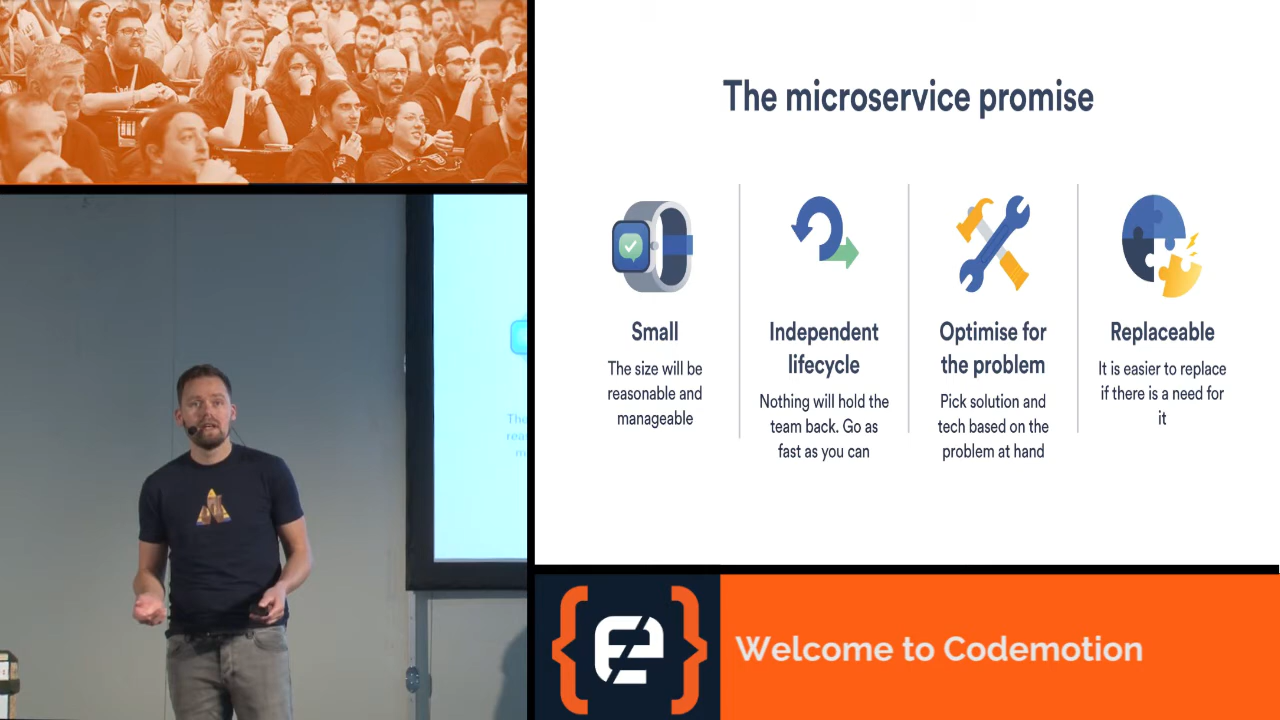 The microservice promise
Small
The size will be
reasonable and
manageable
Independent
lifecycle
Nothing will hold the
team back. Go as
fast as you can
Optimise for
the problem
Pick solution and
tech based on the
problem at hand
Replaceable
It is easier to replace
if there is a need for
it
Welcome to Codemotion